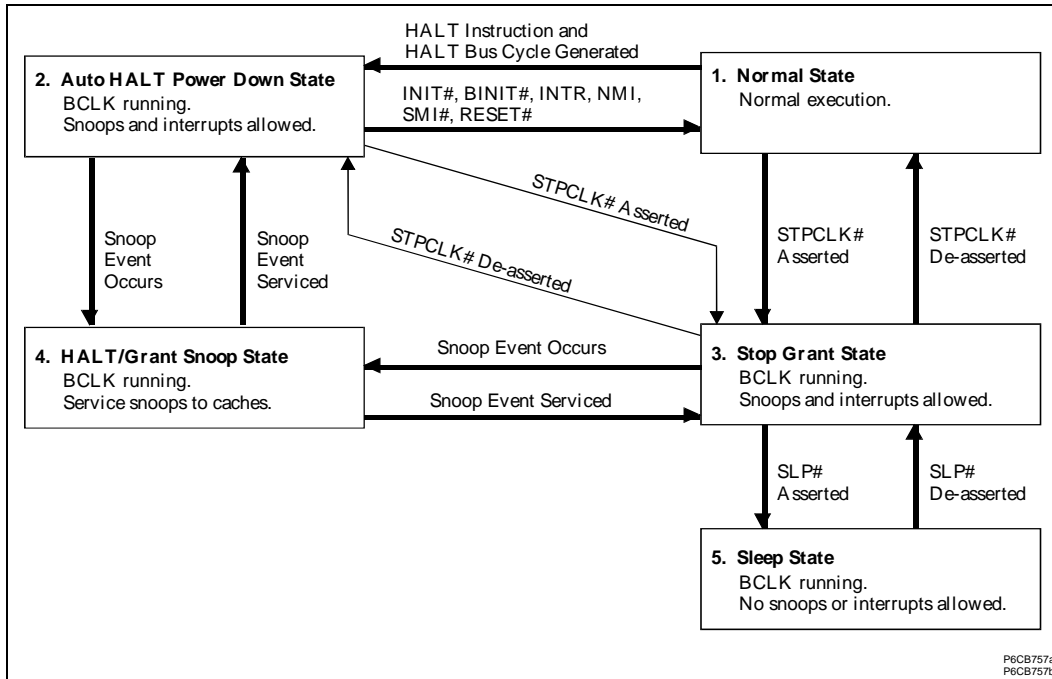 HALT Instruction and
HALT Bus Cycle Generated
2. Auto HALT Power Down State
BCLK running.
Snoops and interrupts allowed.
1. Normal State
Normal execution.
INIT#, BINIT#, INTR, NMI,
SMI#, RESET#
STPCLK# Asserted
STPCLK# De-asserted
Snoop
Event
Occurs
Snoop
Event
Serviced
STPCLK#
Asserted
STPCLK#
De-asserted
4. HALT/Grant Snoop State
BCLK running.
Service snoops to caches.
Snoop Event Occurs
Snoop Event Serviced
3. Stop Grant State
BCLK running.
Snoops and interrupts allowed.
SLP#
Asserted
SLP#
De-asserted
5. Sleep State
BCLK running.
No snoops or interrupts allowed.
P6CB757a
P6CB757b